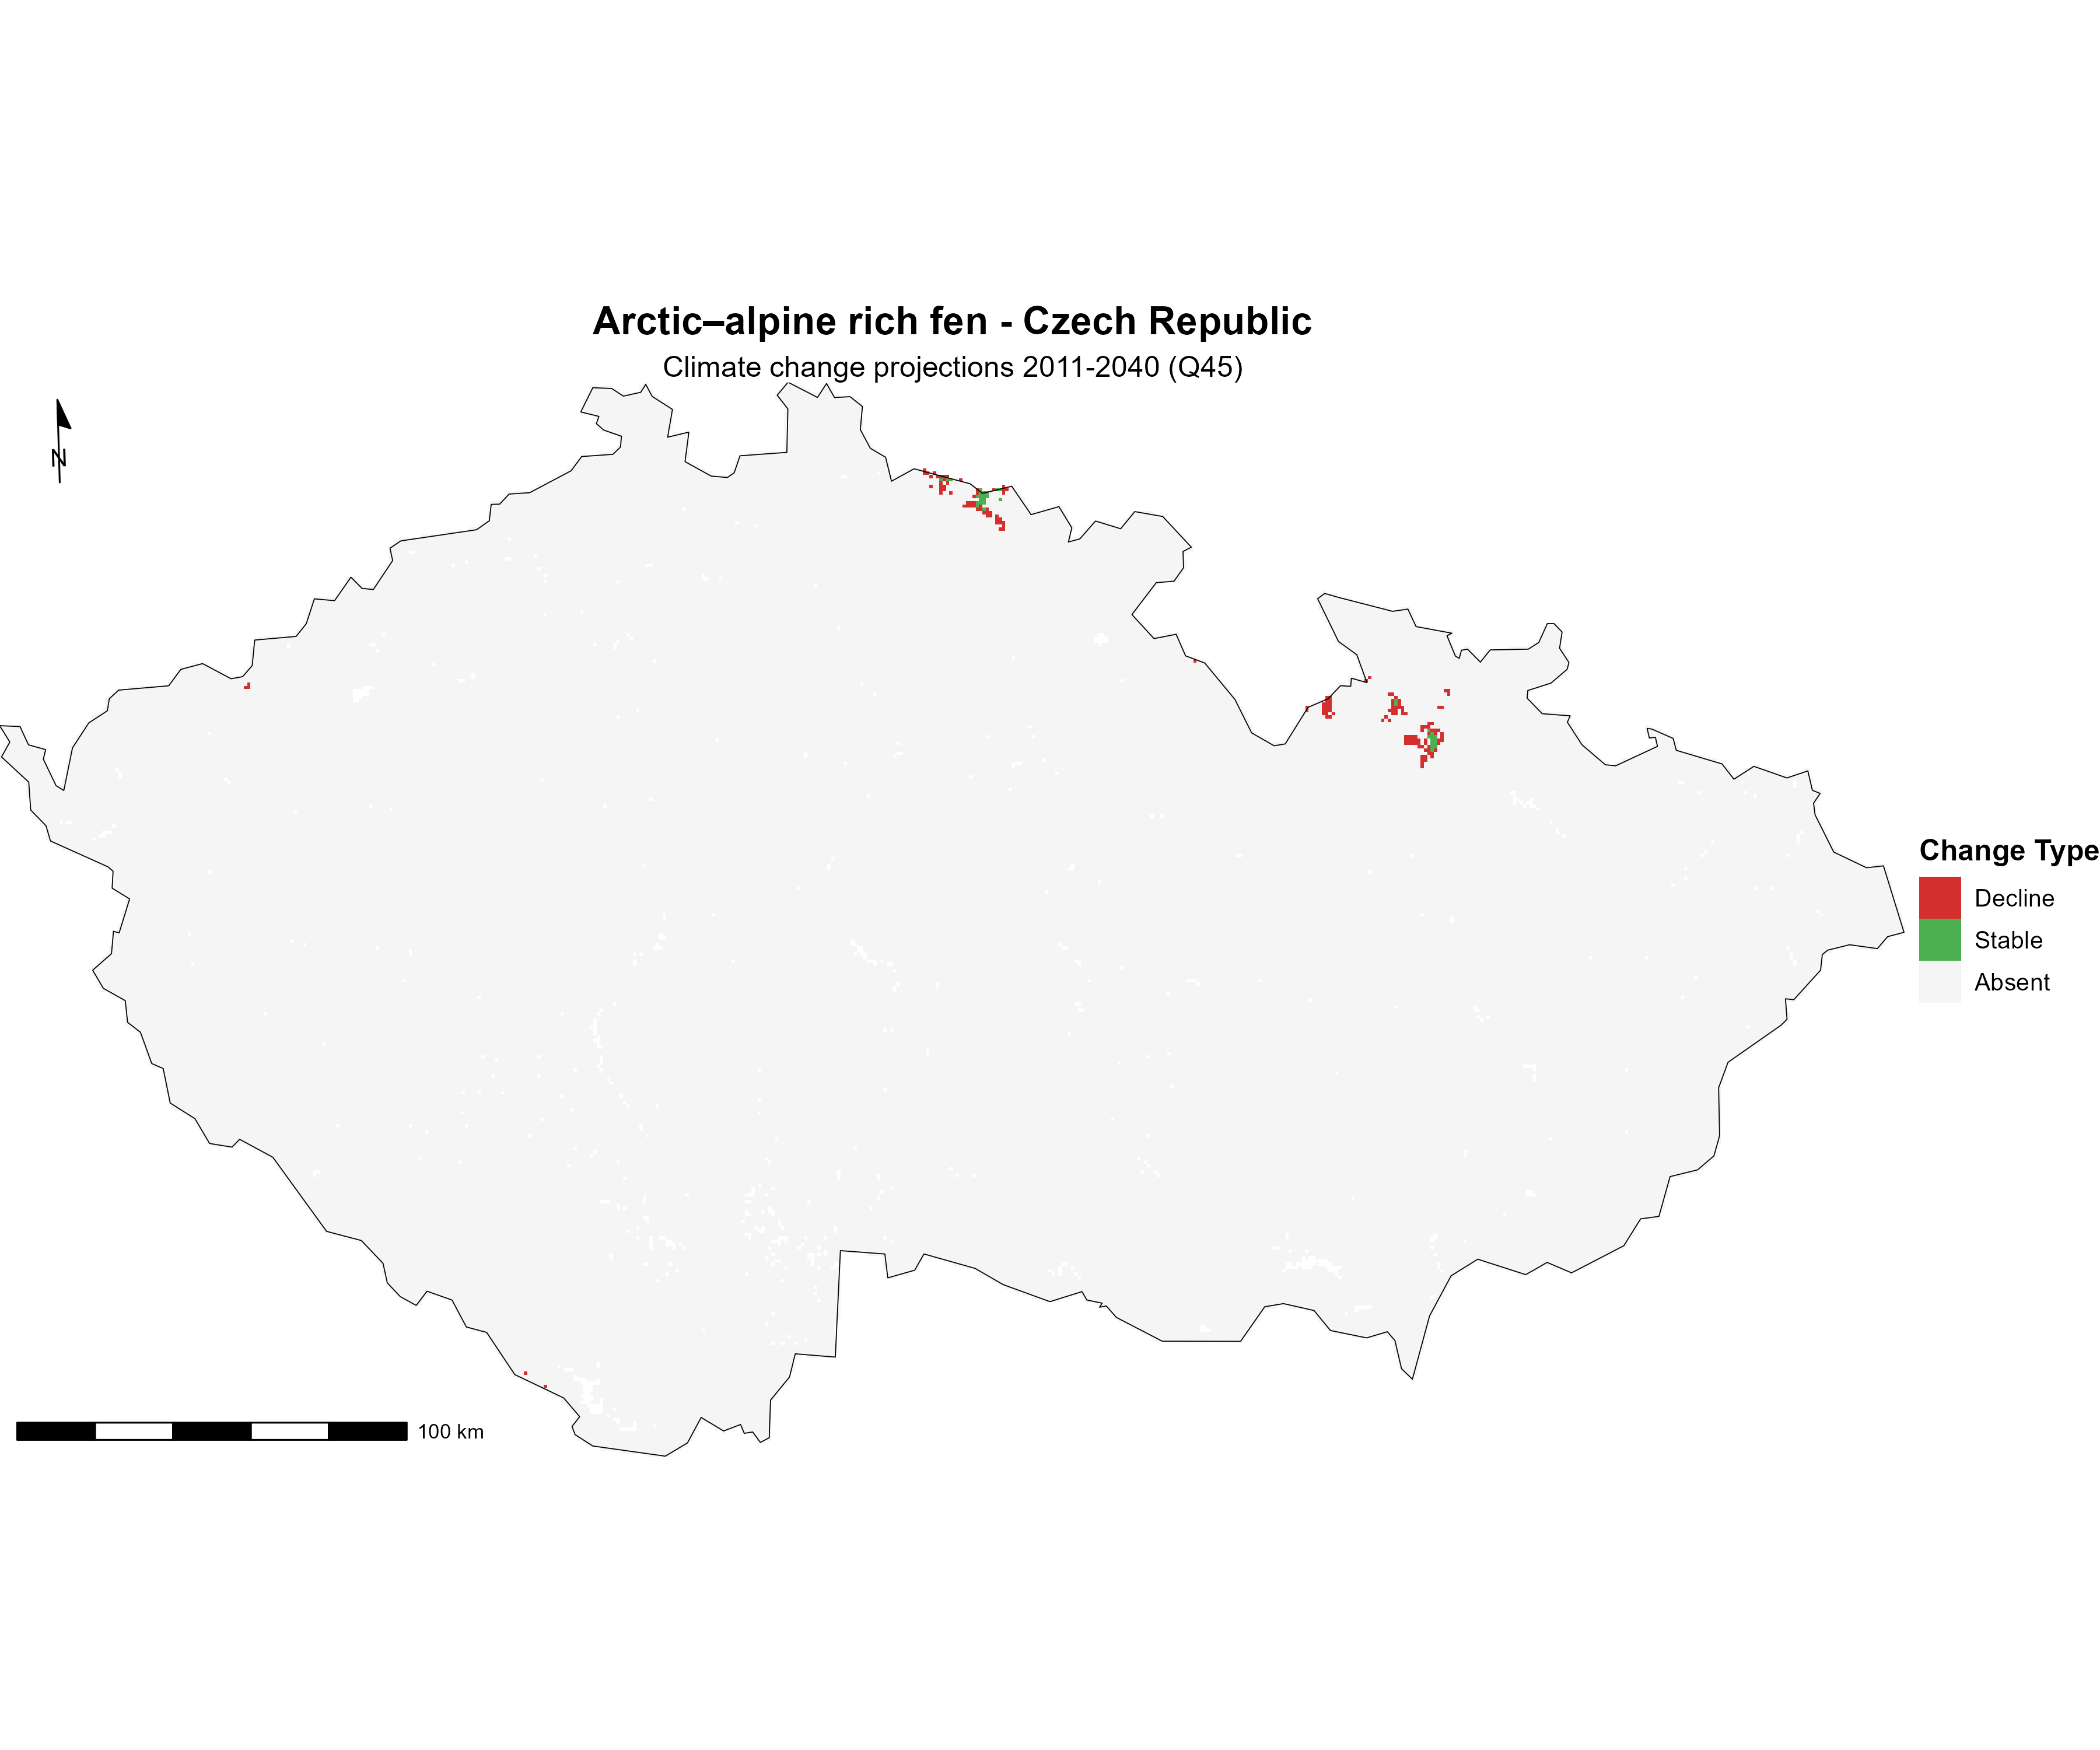 Arctic–alpine rich fen - Czech Republic
Climate change projections 2011-2040 (Q45)
N
Change Type
Decline
Stable
Absent
100 km